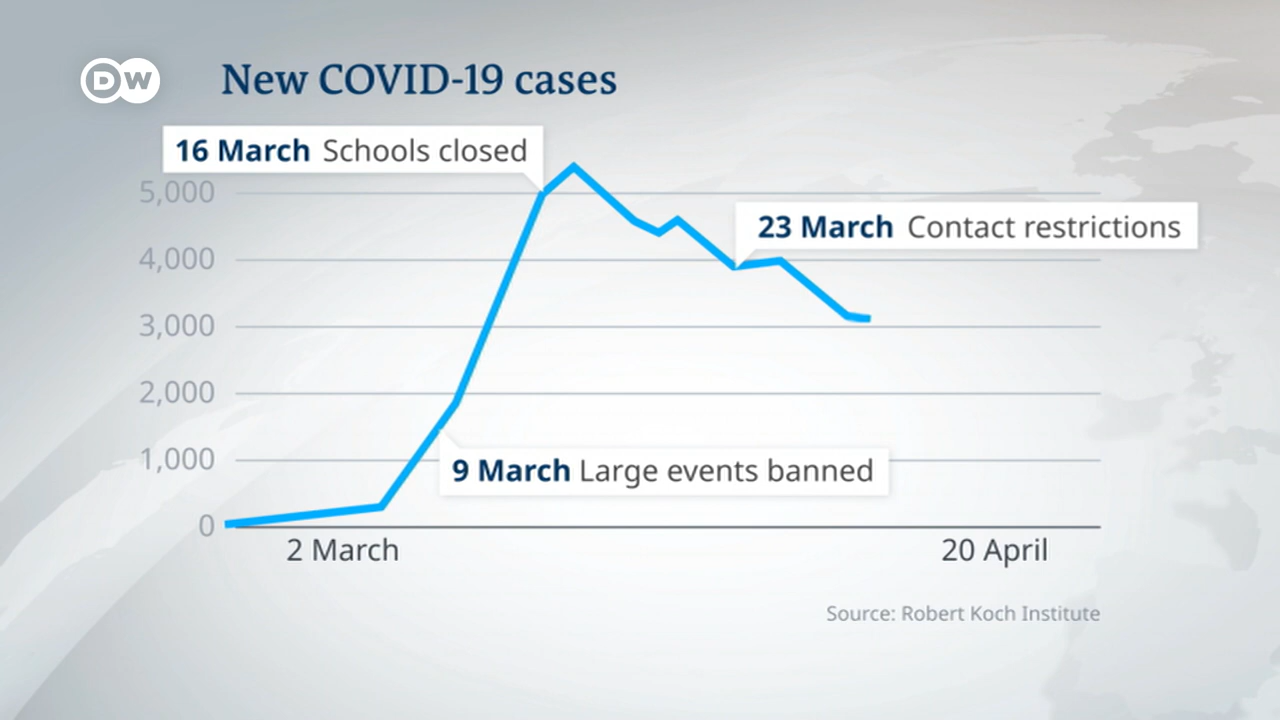 DW
New COVID-19 cases
16 March Schools closed
5,000
23 March Contact restrictions
4,000
3,000
2,000
1,000
9 March Large events banned
0
2 March
20 April
Source: Robert Koch Institute